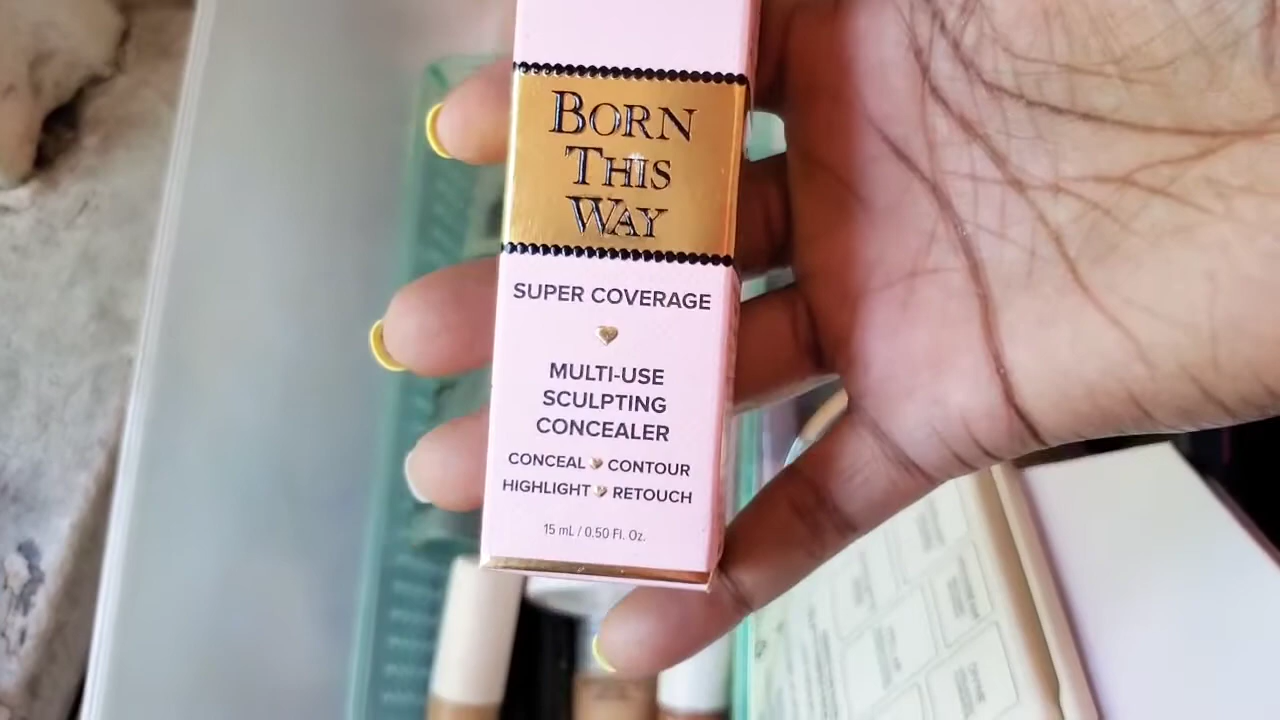 BORN
THIS
WAY
SUPER COVERAGE
MULTI-USE
SCULPTING
CONCEALER
CONCEAL CONTOUR
HIGHLIGHT RETOUCH
15 mL / 0.50 Fl. Oz.